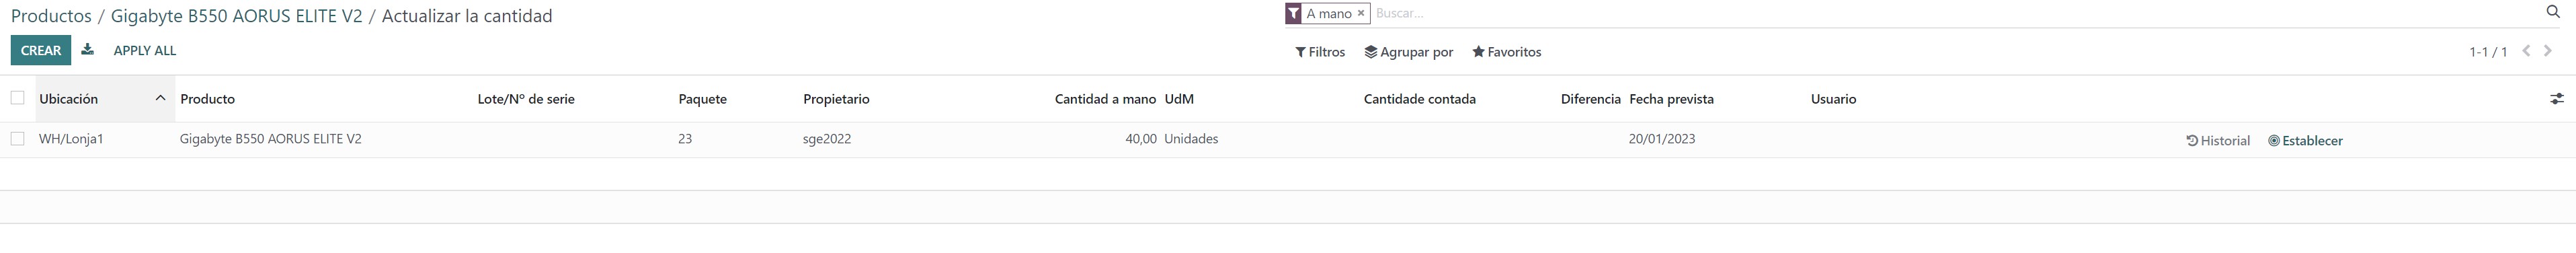 Productos / Gigabyte B550 AORUS ELITE V2 / Actualizar la cantidad
A mano × Buscar...
CREAR APPLY ALL
Filtros Agrupar por Favoritos 1-1 / 1
Ubicación Producto Lote/Nº de serie Paquete Propietario Cantidad a mano UdM Cantidade contada Diferencia Fecha prevista Usuario
WH/Lonja1 Gigabyte B550 AORUS ELITE V2 23 sge2022 40,00 Unidades 20/01/2023 Historial Establecer